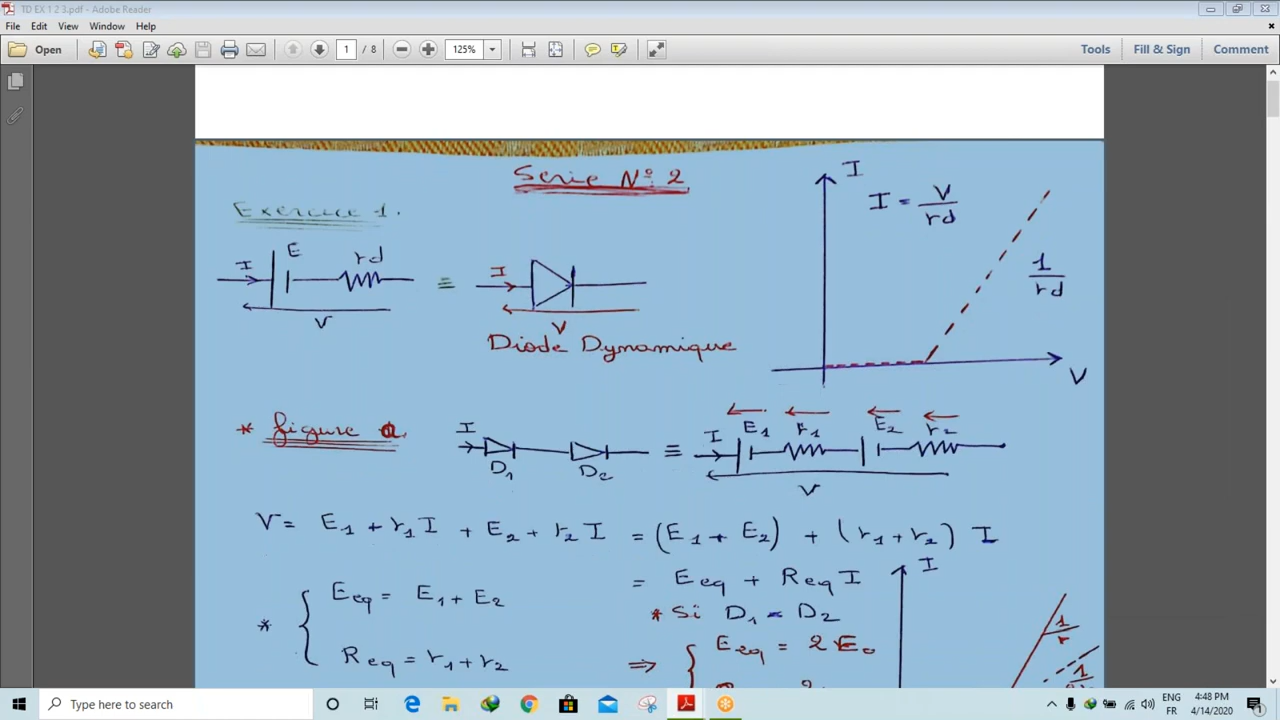 TD EX 1 2 3.pdf - Adobe Reader
File Edit View Window Help
Open 1 / 8 125% Tools Fill & Sign Comment
Serie N° 2
Exercice 1.
I E rd V ≡ I V
Diode Dynamique
I
I = V/rd
1/rd
V
* figure a.
I D1 D2 ≡ I E1 r1 E2 r2
V
V = E1 + r1 I + E2 + r2 I = (E1 + E2) + (r1 + r2) I
= Eeq + Req I
I
* { Eeq = E1 + E2
Req = r1 + r2
* Si D1 = D2
⇒ { Eeq = 2 E0
1/r
Type here to search
ENG 4:48 PM
FR 4/14/2020